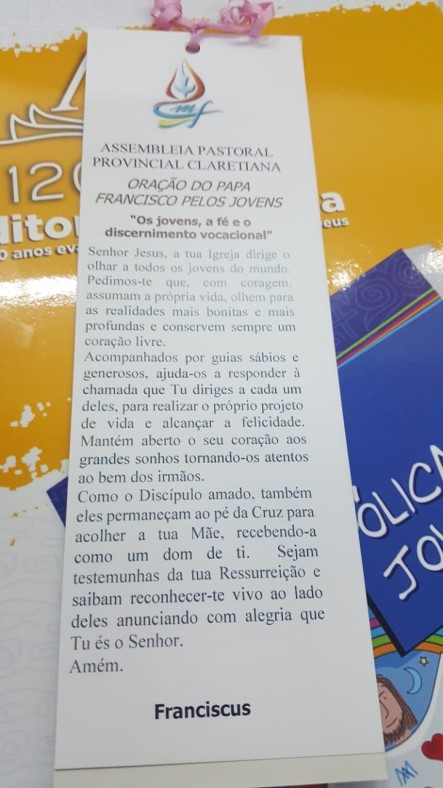 cmf
ASSEMBLEIA PASTORAL
PROVINCIAL CLARETIANA
ORAÇÃO DO PAPA
FRANCISCO PELOS JOVENS
"Os jovens, a fé e o
discernimento vocacional"
Senhor Jesus, a tua Igreja dirige o
olhar a todos os jovens do mundo.
Pedimos-te que, com coragem,
assumam a própria vida, olhem para
as realidades mais bonitas e mais
profundas e conservem sempre um
coração livre.
Acompanhados por guias sábios e
generosos, ajuda-os a responder à
chamada que Tu diriges a cada um
deles, para realizar o próprio projeto
de vida e alcançar a felicidade.
Mantém aberto o seu coração aos
grandes sonhos tornando-os atentos
ao bem dos irmãos.
Como o Discípulo amado, também
eles permaneçam ao pé da Cruz para
acolher a tua Mãe, recebendo-a
como um dom de ti. Sejam
testemunhas da tua Ressurreição e
saibam reconhecer-te vivo ao lado
deles anunciando com alegria que
Tu és o Senhor.
Amém.
Franciscus
12
dito
a
0 anos eva
eus
ÓLICA
JO